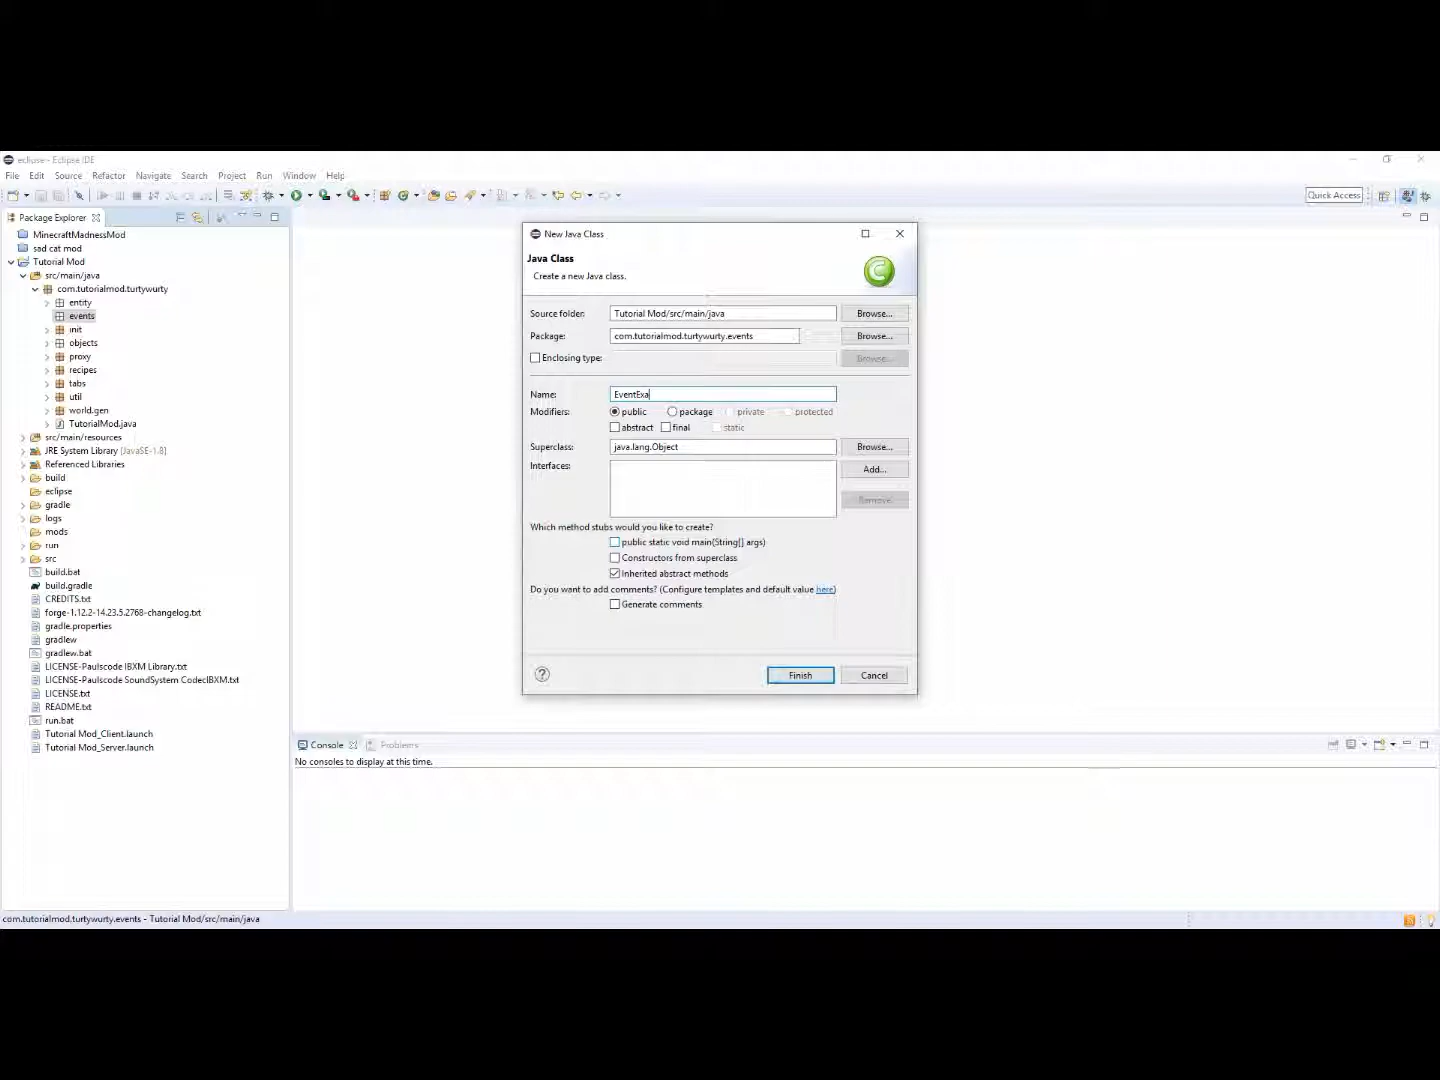 eclipse - Eclipse IDE
File Edit Source Refactor Navigate Search Project Run Window Help
Quick Access
Package Explorer
MinecraftMadnessMod
sad cat mod
Tutorial Mod
src/main/java
com.tutorialmod.turtywurty
entity
events
init
objects
proxy
recipes
tabs
util
world.gen
TutorialMod.java
src/main/resources
JRE System Library [JavaSE-1.8]
Referenced Libraries
build
eclipse
gradle
logs
mods
run
src
build.bat
build.gradle
CREDITS.txt
forge-1.12.2-14.23.5.2768-changelog.txt
gradle.properties
gradlew
gradlew.bat
LICENSE-Paulscode IBXM Library.txt
LICENSE-Paulscode SoundSystem CodecIBXM.txt
LICENSE.txt
README.txt
run.bat
Tutorial Mod_Client.launch
Tutorial Mod_Server.launch
New Java Class
Java Class
Create a new Java class.
Source folder: Tutorial Mod/src/main/java Browse...
Package: com.tutorialmod.turtywurty.events Browse...
Enclosing type: Browse...
Name: EventExa
Modifiers: public package private protected
abstract final static
Superclass: java.lang.Object Browse...
Interfaces: Add...
Remove
Which method stubs would you like to create?
public static void main(String[] args)
Constructors from superclass
Inherited abstract methods
Do you want to add comments? (Configure templates and default value here)
Generate comments
? Finish Cancel
Console Problems
No consoles to display at this time.
com.tutorialmod.turtywurty.events - Tutorial Mod/src/main/java